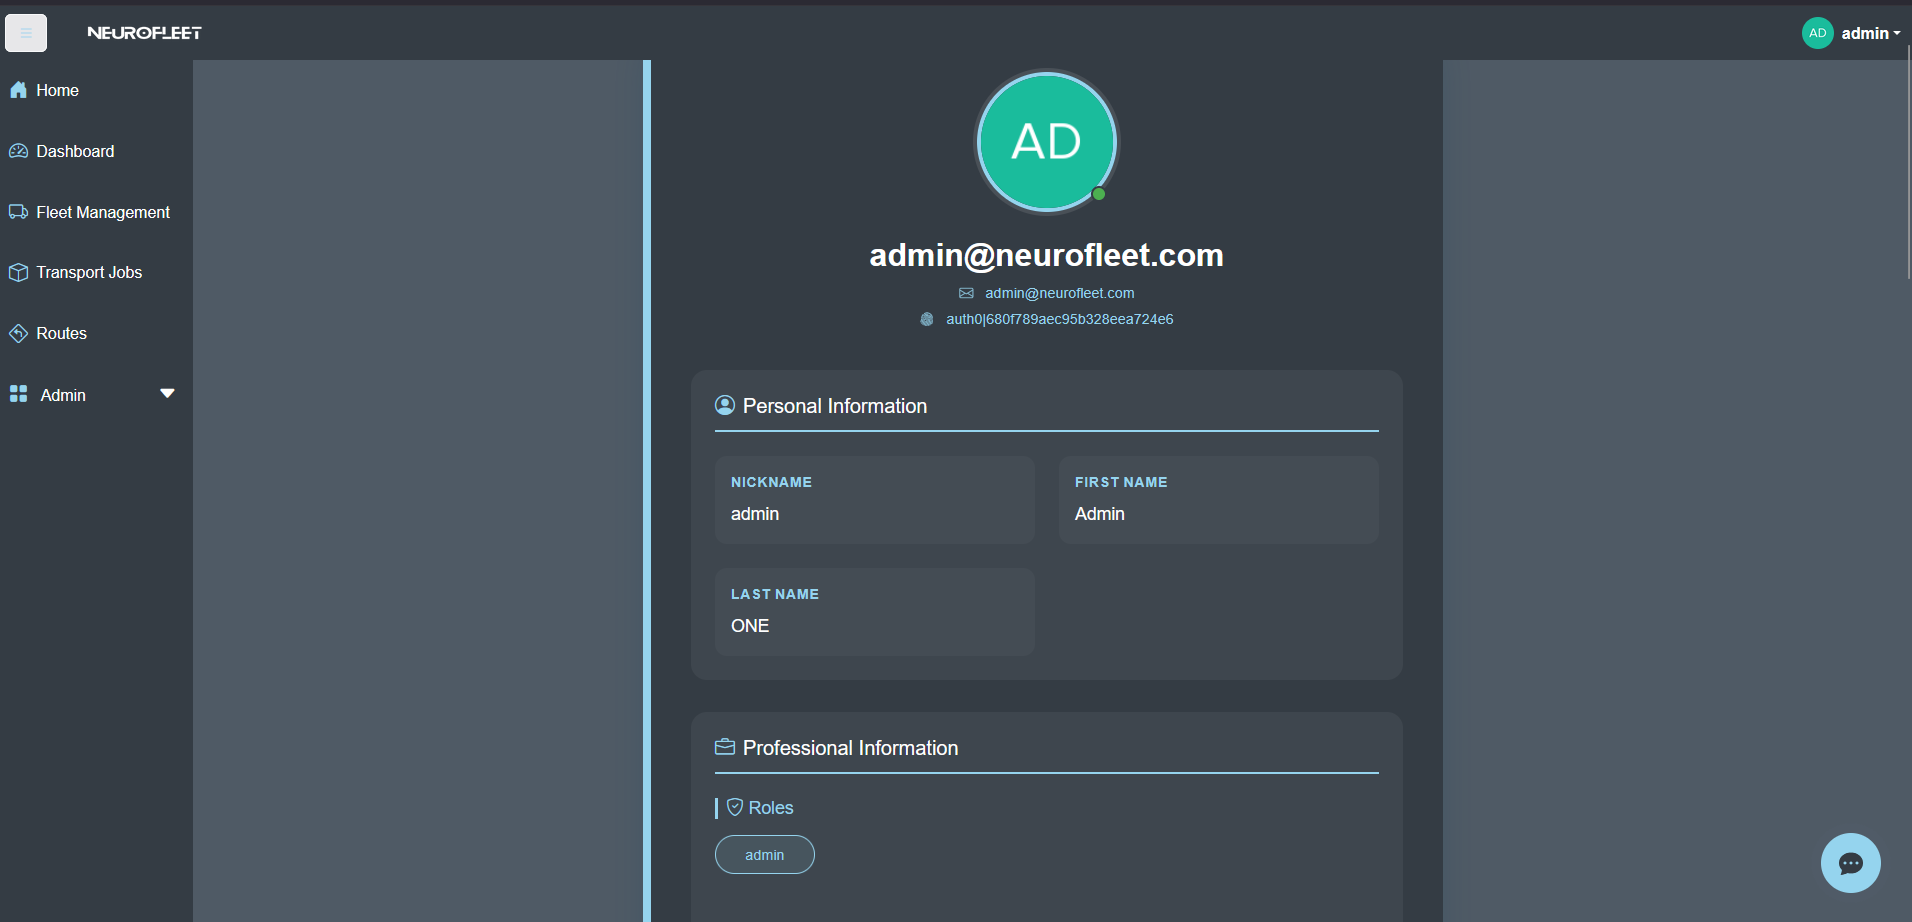 NEUROFLEET
AD admin
Home
Dashboard
Fleet Management
Transport Jobs
Routes
Admin
AD
admin@neurofleet.com
admin@neurofleet.com
auth0|680f789aec95b328eea724e6
Personal Information
NICKNAME
admin
FIRST NAME
Admin
LAST NAME
ONE
Professional Information
Roles
admin